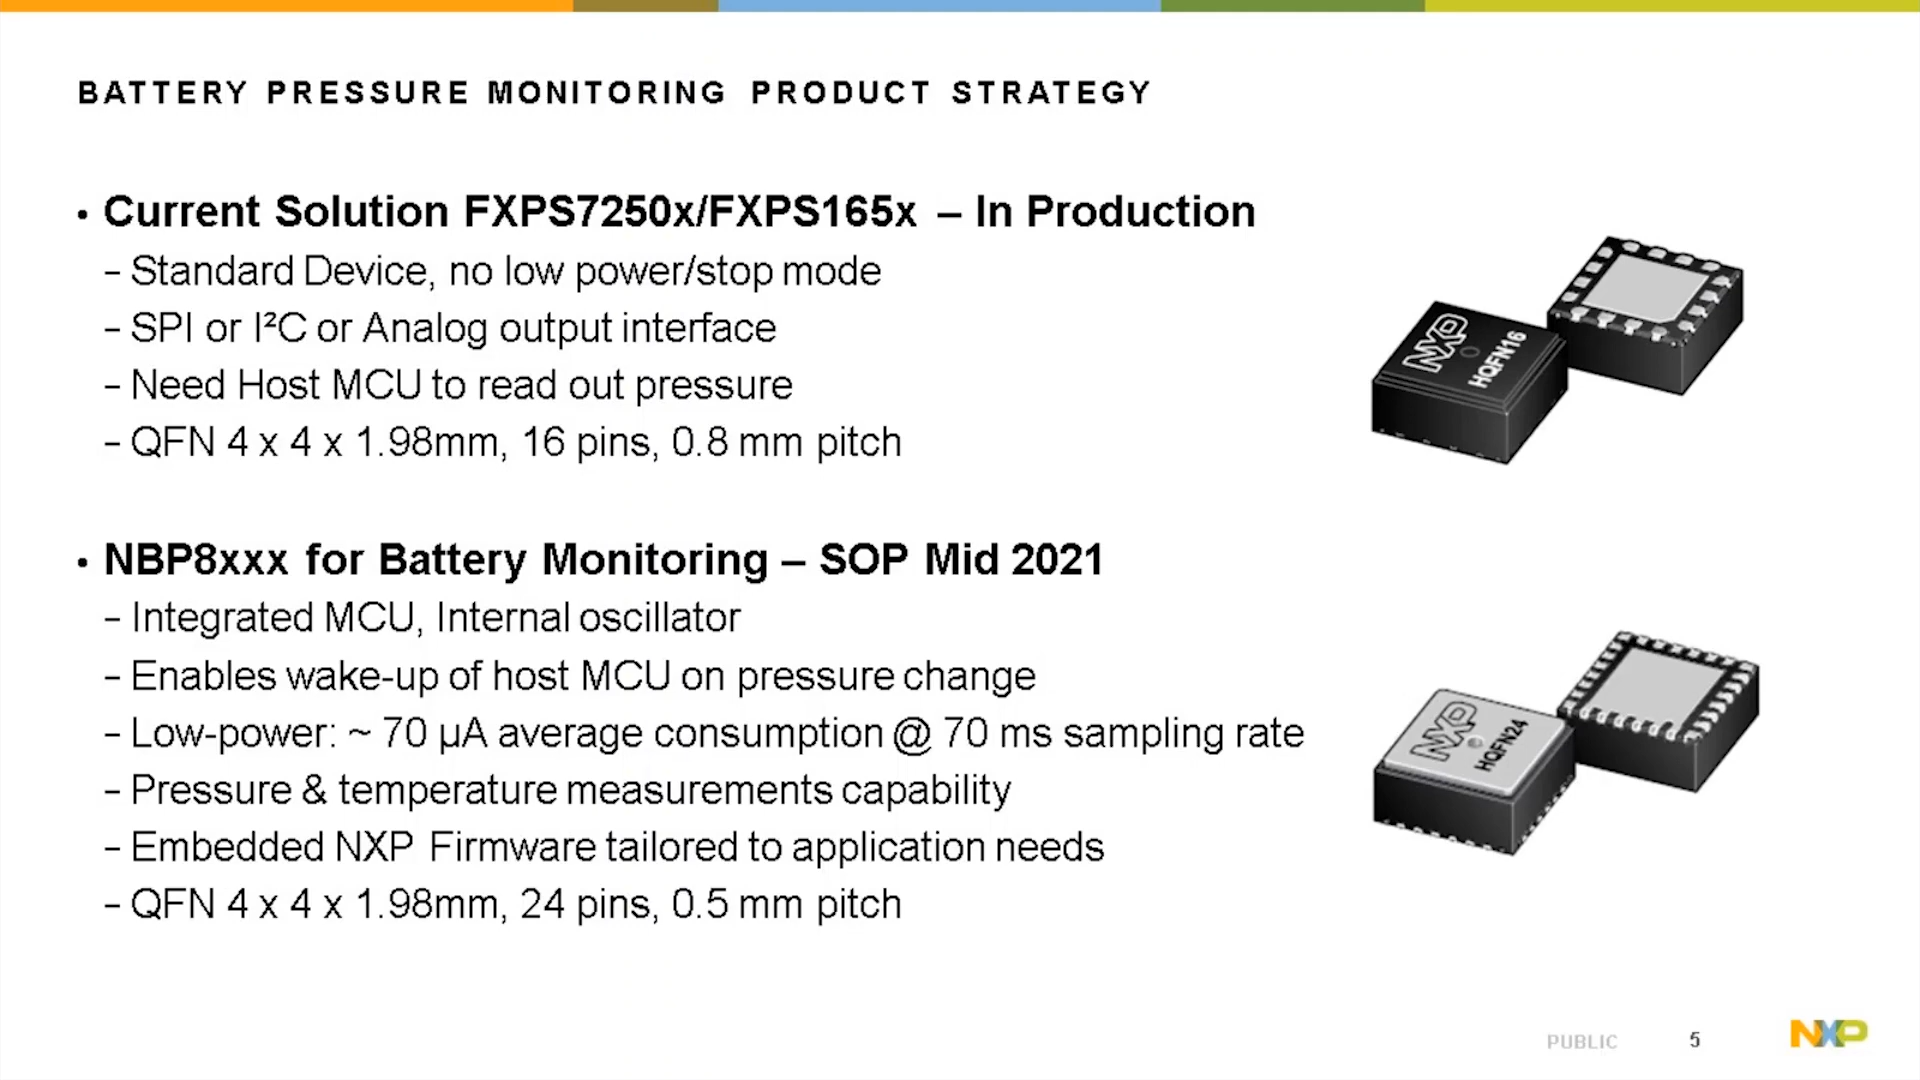 BATTERY PRESSURE MONITORING PRODUCT STRATEGY
• Current Solution FXPS7250x/FXPS165x – In Production
– Standard Device, no low power/stop mode
– SPI or I²C or Analog output interface
– Need Host MCU to read out pressure
– QFN 4 x 4 x 1.98mm, 16 pins, 0.8 mm pitch
NXP
HQFN16
• NBP8xxx for Battery Monitoring – SOP Mid 2021
– Integrated MCU, Internal oscillator
– Enables wake-up of host MCU on pressure change
– Low-power: ~ 70 µA average consumption @ 70 ms sampling rate
– Pressure & temperature measurements capability
– Embedded NXP Firmware tailored to application needs
– QFN 4 x 4 x 1.98mm, 24 pins, 0.5 mm pitch
NXP
HQFN24
PUBLIC 5 NXP